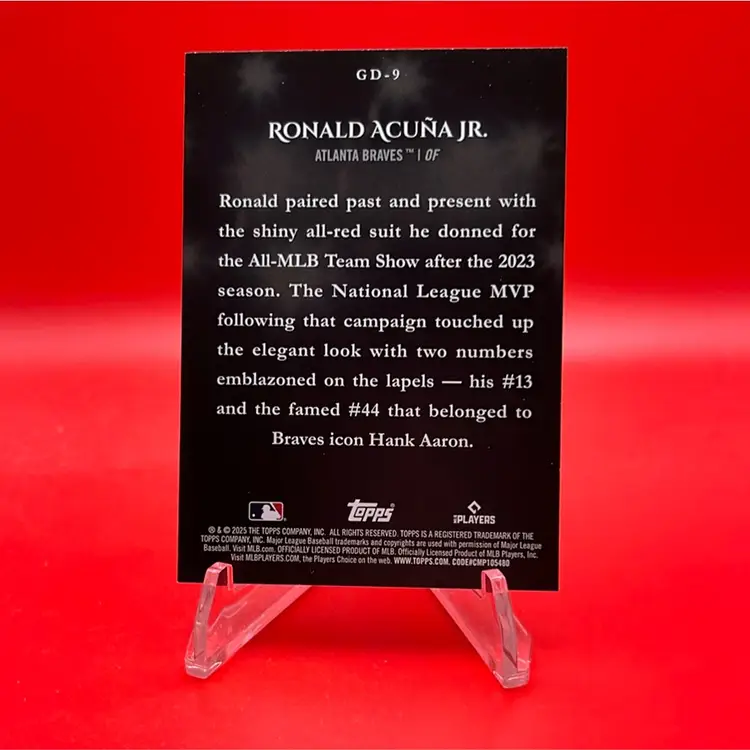 GD-9
RONALD ACUÑA JR.
ATLANTA BRAVES™ | OF
Ronald paired past and present with
the shiny all-red suit he donned for
the All-MLB Team Show after the 2023
season. The National League MVP
following that campaign touched up
the elegant look with two numbers
emblazoned on the lapels — his #13
and the famed #44 that belonged to
Braves icon Hank Aaron.
Topps
MLB PLAYERS
® & © 2025 THE TOPPS COMPANY, INC. ALL RIGHTS RESERVED. TOPPS IS A REGISTERED TRADEMARK OF THE
TOPPS COMPANY, INC. Major League Baseball trademarks and copyrights are used with permission of Major League
Baseball. Visit MLB.com. OFFICIALLY LICENSED PRODUCT OF MLB. Officially Licensed Product of MLB Players, Inc.
Visit MLBPLAYERS.com, the Players Choice on the web. WWW.TOPPS.COM. CODE#CMP105480